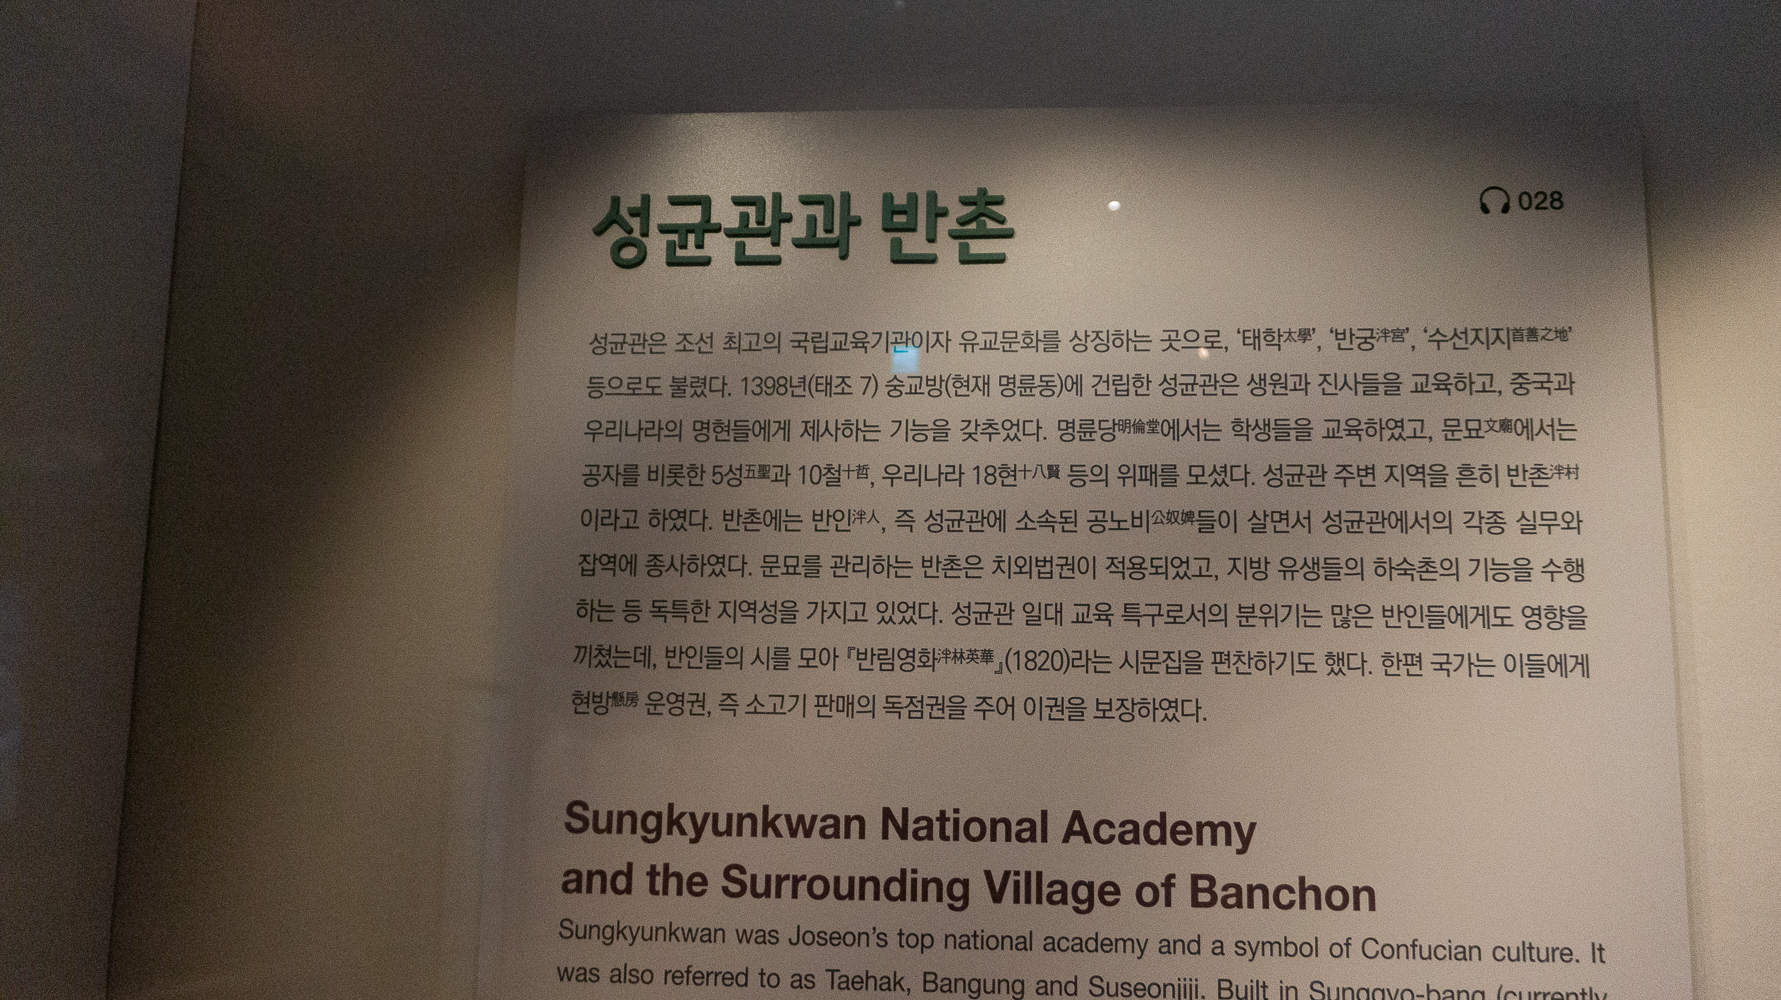 성균관과 반촌
028
성균관은 조선 최고의 국립교육기관이자 유교문화를 상징하는 곳으로, ‘태학太學’, ‘반궁泮宮’, ‘수선지지首善之地’
등으로도 불렸다. 1398년(태조 7) 숭교방(현재 명륜동)에 건립한 성균관은 생원과 진사들을 교육하고, 중국과
우리나라의 명현들에게 제사하는 기능을 갖추었다. 명륜당明倫堂에서는 학생들을 교육하였고, 문묘文廟에서는
공자를 비롯한 5성五聖과 10철十哲, 우리나라 18현十八賢 등의 위패를 모셨다. 성균관 주변 지역을 흔히 반촌泮村
이라고 하였다. 반촌에는 반인泮人, 즉 성균관에 소속된 공노비公奴婢들이 살면서 성균관에서의 각종 실무와
잡역에 종사하였다. 문묘를 관리하는 반촌은 치외법권이 적용되었고, 지방 유생들의 하숙촌의 기능을 수행
하는 등 독특한 지역성을 가지고 있었다. 성균관 일대 교육 특구로서의 분위기는 많은 반인들에게도 영향을
끼쳤는데, 반인들의 시를 모아 『반림영화泮林英華』(1820)라는 시문집을 편찬하기도 했다. 한편 국가는 이들에게
현방懸房 운영권, 즉 소고기 판매의 독점권을 주어 이권을 보장하였다.
Sungkyunkwan National Academy
and the Surrounding Village of Banchon
Sungkyunkwan was Joseon’s top national academy and a symbol of Confucian culture. It
was also referred to as Taehak, Bangung and Suseonjiji. Built in Sunggyo-bang (currently